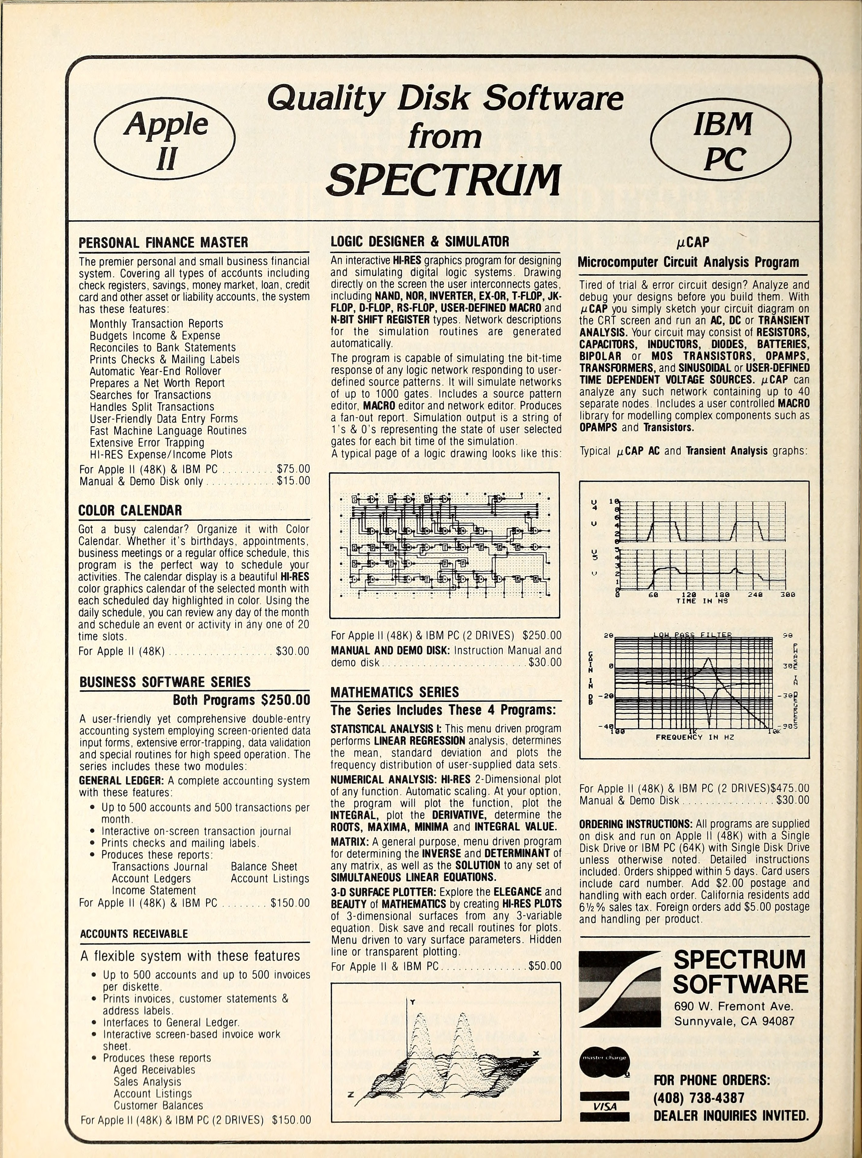 Apple
II
Quality Disk Software
from
SPECTRUM
IBM
PC
PERSONAL FINANCE MASTER
The premier personal and small business financial
system. Covering all types of accounts including
check registers, savings, money market, loan, credit
card and other asset or liability accounts, the system
has these features:
Monthly Transaction Reports
Budgets Income & Expense
Reconciles to Bank Statements
Prints Checks & Mailing Labels
Automatic Year-End Rollover
Prepares a Net Worth Report
Searches for Transactions
Handles Split Transactions
User-Friendly Data Entry Forms
Fast Machine Language Routines
Extensive Error Trapping
HI-RES Expense/Income Plots
For Apple II (48K) & IBM PC ......... $75.00
Manual & Demo Disk only ............ $15.00
COLOR CALENDAR
Got a busy calendar? Organize it with Color
Calendar. Whether it's birthdays, appointments,
business meetings or a regular office schedule, this
program is the perfect way to schedule your
activities. The calendar display is a beautiful HI-RES
color graphics calendar of the selected month with
each scheduled day highlighted in color. Using the
daily schedule, you can review any day of the month
and schedule an event or activity in any one of 20
time slots.
For Apple II (48K) ................. $30.00
BUSINESS SOFTWARE SERIES
Both Programs $250.00
A user-friendly yet comprehensive double-entry
accounting system employing screen-oriented data
input forms, extensive error-trapping, data validation
and special routines for high speed operation. The
series includes these two modules:
GENERAL LEDGER: A complete accounting system
with these features:
• Up to 500 accounts and 500 transactions per
month.
• Interactive on-screen transaction journal
• Prints checks and mailing labels.
• Produces these reports:
Transactions Journal Balance Sheet
Account Ledgers Account Listings
Income Statement
For Apple II (48K) & IBM PC ........ $150.00
ACCOUNTS RECEIVABLE
A flexible system with these features
• Up to 500 accounts and up to 500 invoices
per diskette.
• Prints invoices, customer statements &
address labels.
• Interfaces to General Ledger.
• Interactive screen-based invoice work
sheet.
• Produces these reports
Aged Receivables
Sales Analysis
Account Listings
Customer Balances
For Apple II (48K) & IBM PC (2 DRIVES) $150.00
LOGIC DESIGNER & SIMULATOR
An interactive HI-RES graphics program for designing
and simulating digital logic systems. Drawing
directly on the screen the user interconnects gates,
including NAND, NOR, INVERTER, EX-OR, T-FLOP, JK-
FLOP, D-FLOP, RS-FLOP, USER-DEFINED MACRO and
N-BIT SHIFT REGISTER types. Network descriptions
for the simulation routines are generated
automatically.
The program is capable of simulating the bit-time
response of any logic network responding to user-
defined source patterns. It will simulate networks
of up to 1000 gates. Includes a source pattern
editor, MACRO editor and network editor. Produces
a fan-out report. Simulation output is a string of
1's & 0's representing the state of user selected
gates for each bit time of the simulation.
A typical page of a logic drawing looks like this:
For Apple II (48K) & IBM PC (2 DRIVES) $250.00
MANUAL AND DEMO DISK: Instruction Manual and
demo disk ......................... $30.00
MATHEMATICS SERIES
The Series Includes These 4 Programs:
STATISTICAL ANALYSIS I: This menu driven program
performs LINEAR REGRESSION analysis, determines
the mean, standard deviation and plots the
frequency distribution of user-supplied data sets.
NUMERICAL ANALYSIS: HI-RES 2-Dimensional plot
of any function. Automatic scaling. At your option,
the program will plot the function, plot the
INTEGRAL, plot the DERIVATIVE, determine the
ROOTS, MAXIMA, MINIMA and INTEGRAL VALUE.
MATRIX: A general purpose, menu driven program
for determining the INVERSE and DETERMINANT of
any matrix, as well as the SOLUTION to any set of
SIMULTANEOUS LINEAR EQUATIONS.
3-D SURFACE PLOTTER: Explore the ELEGANCE and
BEAUTY of MATHEMATICS by creating HI-RES PLOTS
of 3-dimensional surfaces from any 3-variable
equation. Disk save and recall routines for plots.
Menu driven to vary surface parameters. Hidden
line or transparent plotting.
For Apple II & IBM PC .............. $50.00
Y
X
Z
µCAP
Microcomputer Circuit Analysis Program
Tired of trial & error circuit design? Analyze and
debug your designs before you build them. With
µCAP you simply sketch your circuit diagram on
the CRT screen and run an AC, DC or TRANSIENT
ANALYSIS. Your circuit may consist of RESISTORS,
CAPACITORS, INDUCTORS, DIODES, BATTERIES,
BIPOLAR or MOS TRANSISTORS, OPAMPS,
TRANSFORMERS, and SINUSOIDAL or USER-DEFINED
TIME DEPENDENT VOLTAGE SOURCES. µCAP can
analyze any such network containing up to 40
separate nodes. Includes a user controlled MACRO
library for modelling complex components such as
OPAMPS and Transistors.
Typical µCAP AC and Transient Analysis graphs:
0 60 120 180 240 300
TIME IN NS
LOW PASS FILTER
20 90
0 30
-20 -30
-40 -90
GAIN IN DB
100 1K 10K
FREQUENCY IN HZ
For Apple II (48K) & IBM PC (2 DRIVES)$475.00
Manual & Demo Disk ................ $30.00
ORDERING INSTRUCTIONS: All programs are supplied
on disk and run on Apple II (48K) with a Single
Disk Drive or IBM PC (64K) with Single Disk Drive
unless otherwise noted. Detailed instructions
included. Orders shipped within 5 days. Card users
include card number. Add $2.00 postage and
handling with each order. California residents add
6½% sales tax. Foreign orders add $5.00 postage
and handling per product.
SPECTRUM
SOFTWARE
690 W. Fremont Ave.
Sunnyvale, CA 94087
master charge
VISA
FOR PHONE ORDERS:
(408) 738-4387
DEALER INQUIRIES INVITED.